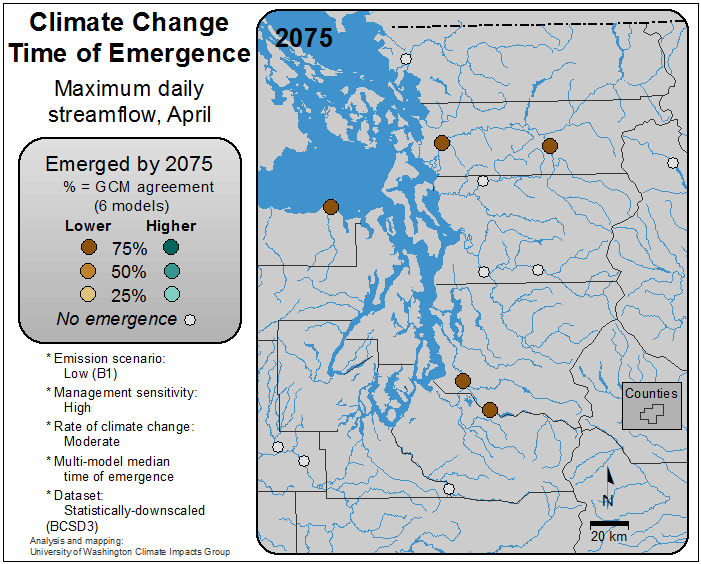 Climate Change
Time of Emergence
Maximum daily
streamflow, April
Emerged by 2075
% = GCM agreement
(6 models)
Lower Higher
75%
50%
25%
No emergence
* Emission scenario:
Low (B1)
* Management sensitivity:
High
* Rate of climate change:
Moderate
* Multi-model median
time of emergence
* Dataset:
Statistically-downscaled
(BCSD3)
Analysis and mapping:
University of Washington Climate Impacts Group
2075
Counties
N
20 km